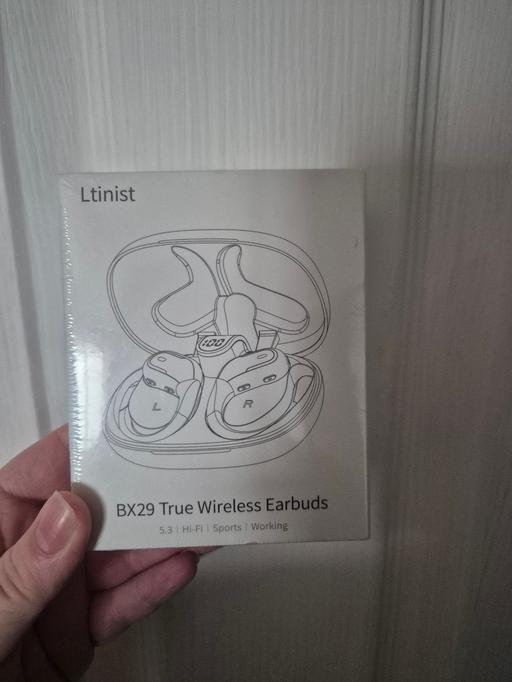 Ltinist
100
L
R
BX29 True Wireless Earbuds
5.3 | Hi-Fi | Sports | Working